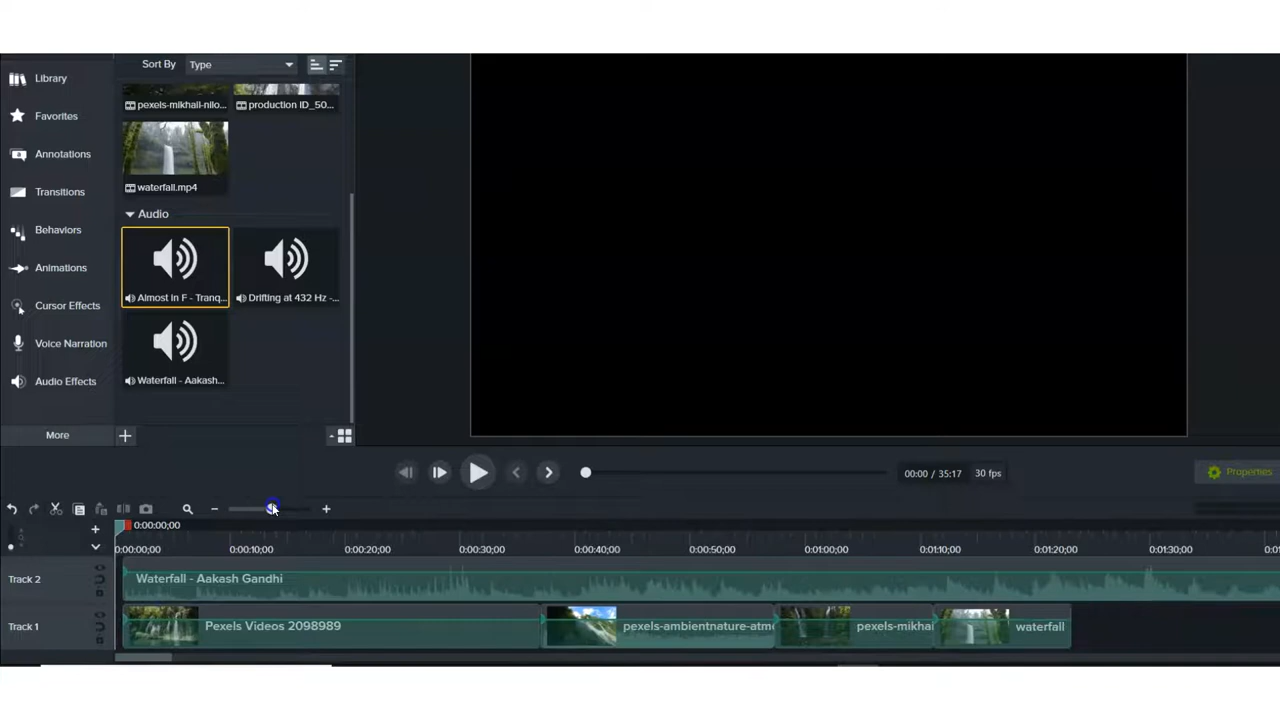 Sort By Type
Library
Favorites
Annotations
Transitions
Behaviors
Animations
Cursor Effects
Voice Narration
Audio Effects
More
pexels-mikhail-nilo...
production ID_50...
waterfall.mp4
Audio
Almost in F - Tranq...
Drifting at 432 Hz -...
Waterfall - Aakash...
00:00 / 35:17 30 fps
Properties
0:00:00;00
0:00:00;00 0:00:10;00 0:00:20;00 0:00:30;00 0:00:40;00 0:00:50;00 0:01:00;00 0:01:10;00 0:01:20;00 0:01:30;00 0:01
Track 2 Waterfall - Aakash Gandhi
Track 1 Pexels Videos 2098989 pexels-ambientnature-atm pexels-mikha waterfall